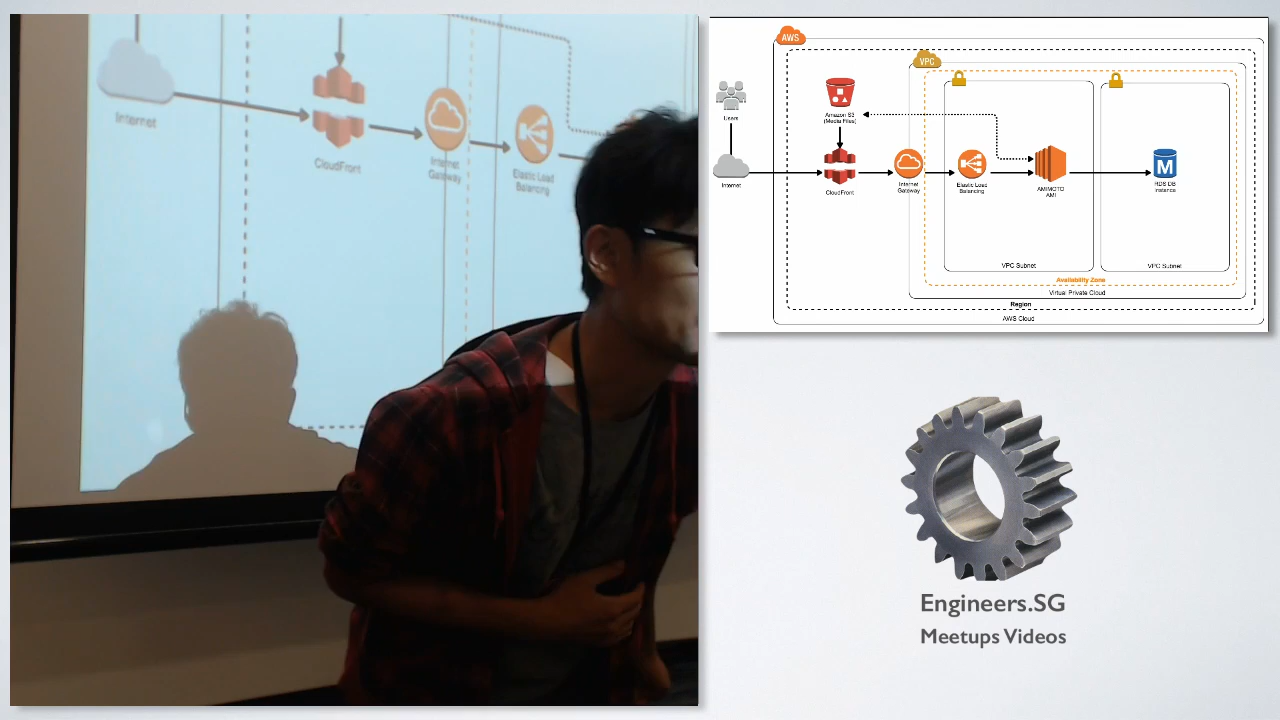 Internet
CloudFront
Internet
Gateway
Elastic Load
Balancing
AWS
VPC
Users
Amazon S3
(Media Files)
Internet
CloudFront
Internet
Gateway
Elastic Load
Balancing
AMIMOTO
AMI
M
RDS DB
Instance
VPC Subnet
VPC Subnet
Availability Zone
Virtual Private Cloud
Region
AWS Cloud
Engineers.SG
Meetups Videos